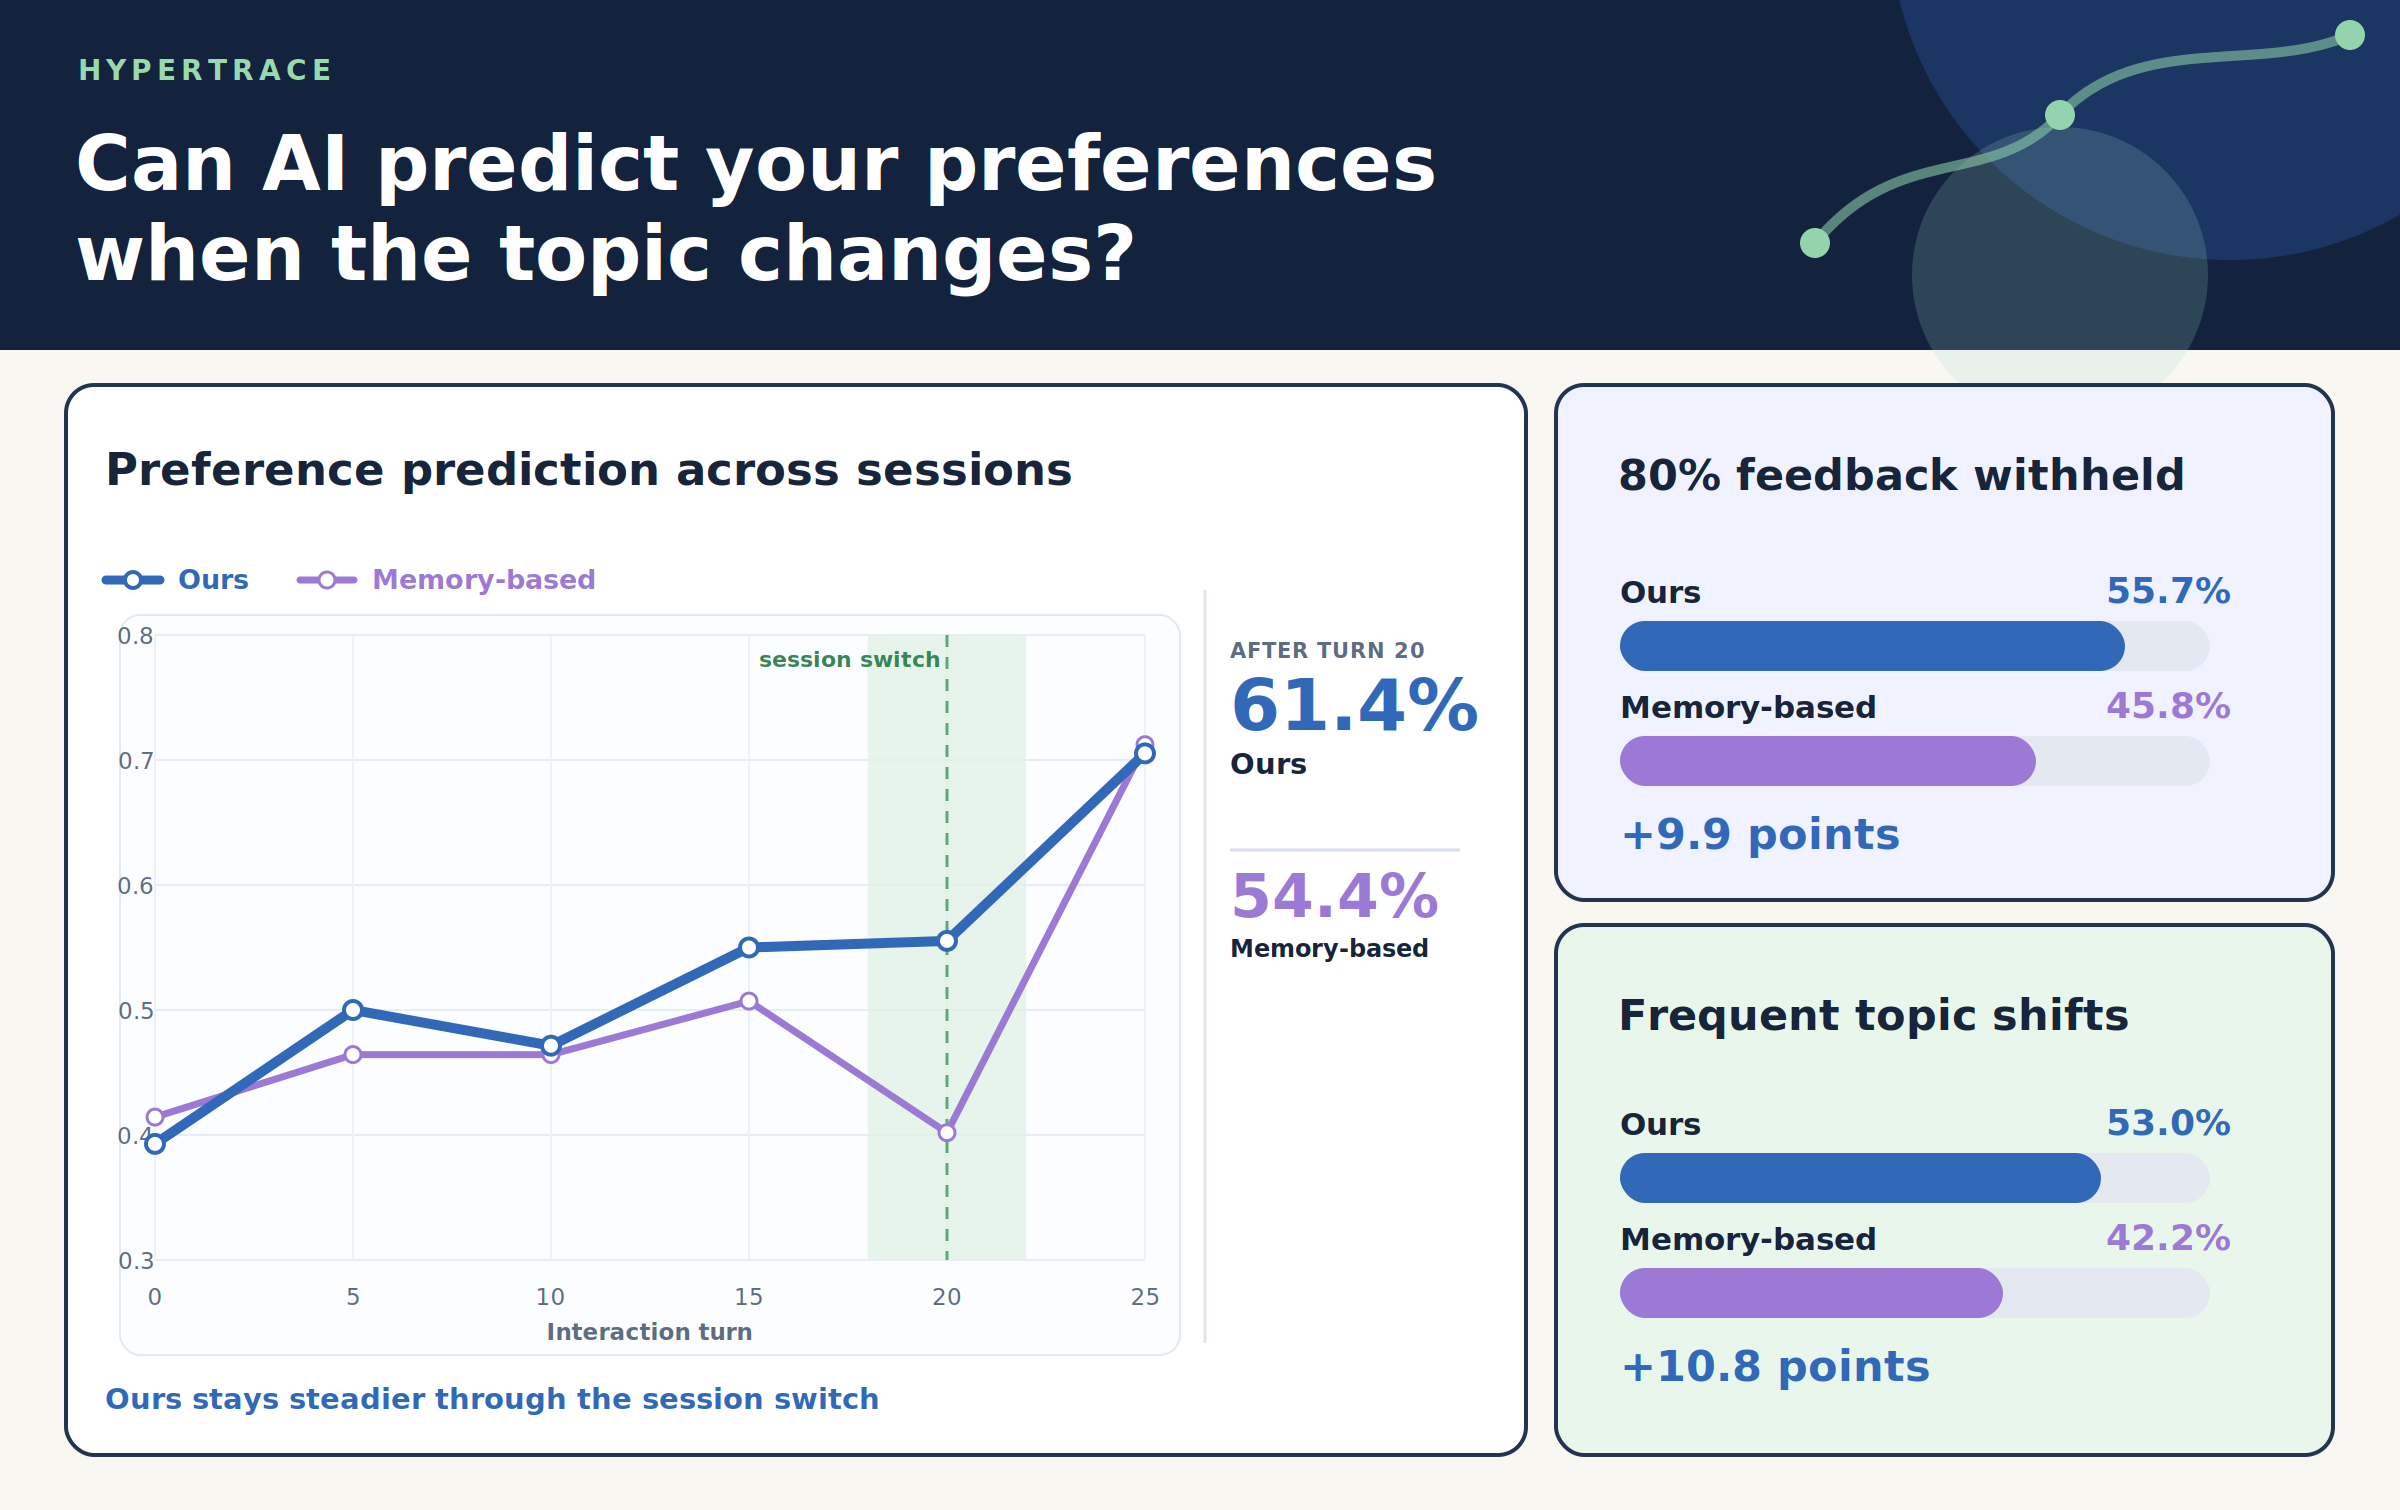 HYPERTRACE
Can AI predict your preferences
when the topic changes?
Preference prediction across sessions
Ours
Memory-based
0.8
0.7
0.6
0.5
0.4
0.3
session switch
0
5
10
15
20
25
Interaction turn
Ours stays steadier through the session switch
AFTER TURN 20
61.4%
Ours
54.4%
Memory-based
80% feedback withheld
Ours
55.7%
Memory-based
45.8%
+9.9 points
Frequent topic shifts
Ours
53.0%
Memory-based
42.2%
+10.8 points